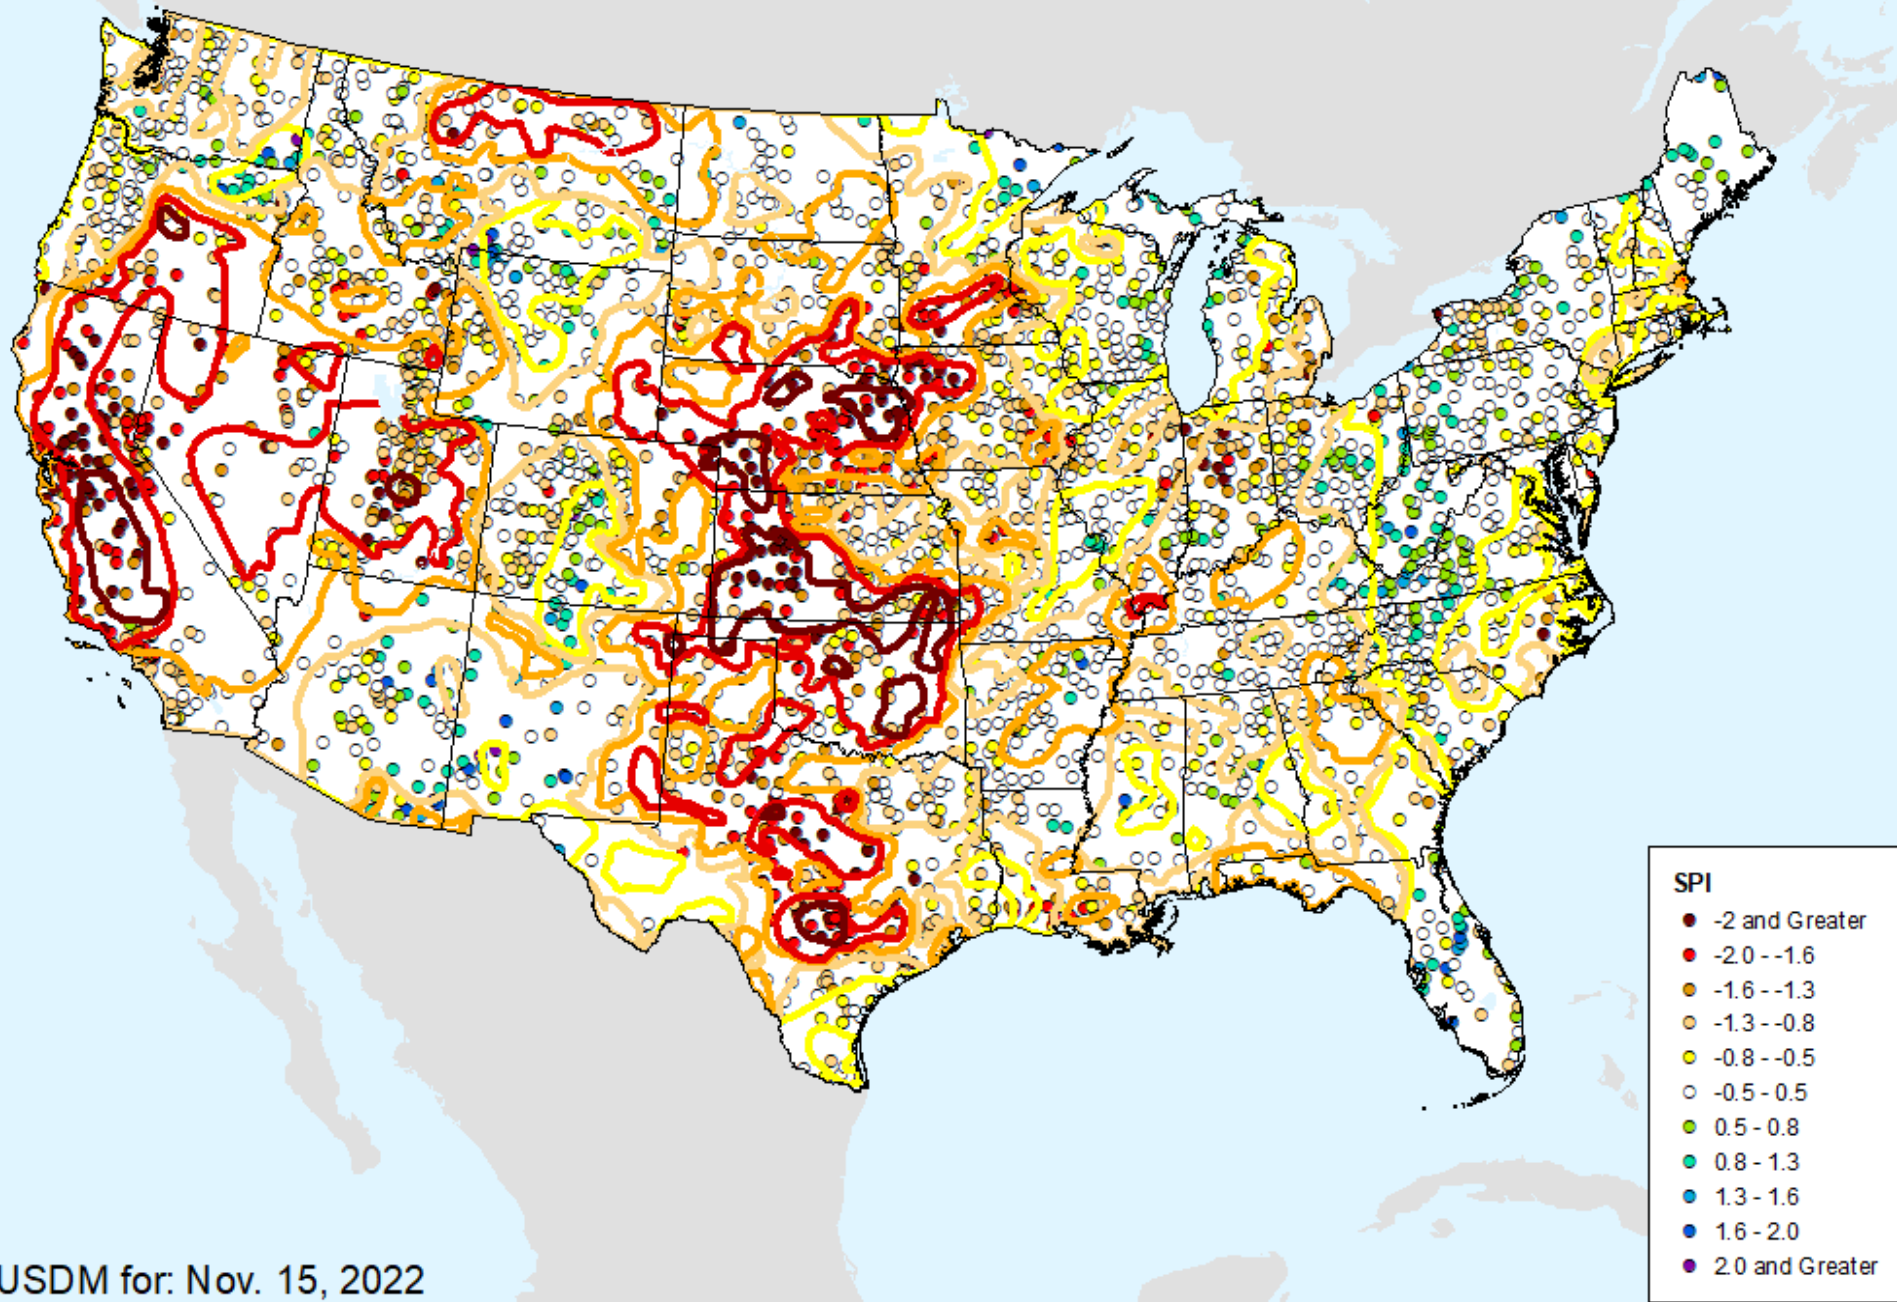 SPI
-2 and Greater
-2.0 - -1.6
-1.6 - -1.3
-1.3 - -0.8
-0.8 - -0.5
-0.5 - 0.5
0.5 - 0.8
0.8 - 1.3
1.3 - 1.6
1.6 - 2.0
2.0 and Greater
USDM for: Nov. 15, 2022